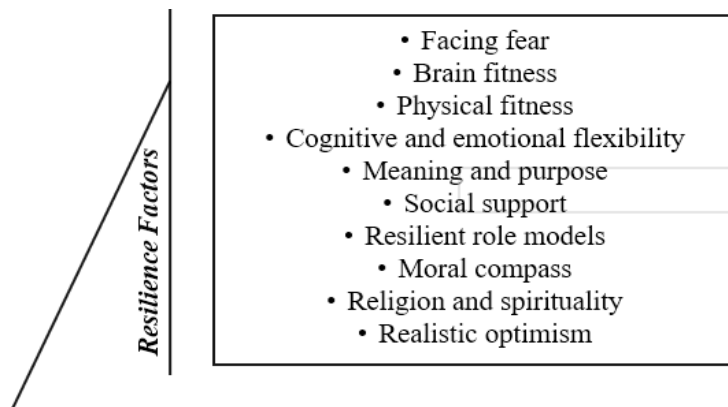 Resilience Factors
• Facing fear
• Brain fitness
• Physical fitness
• Cognitive and emotional flexibility
• Meaning and purpose
• Social support
• Resilient role models
• Moral compass
• Religion and spirituality
• Realistic optimism